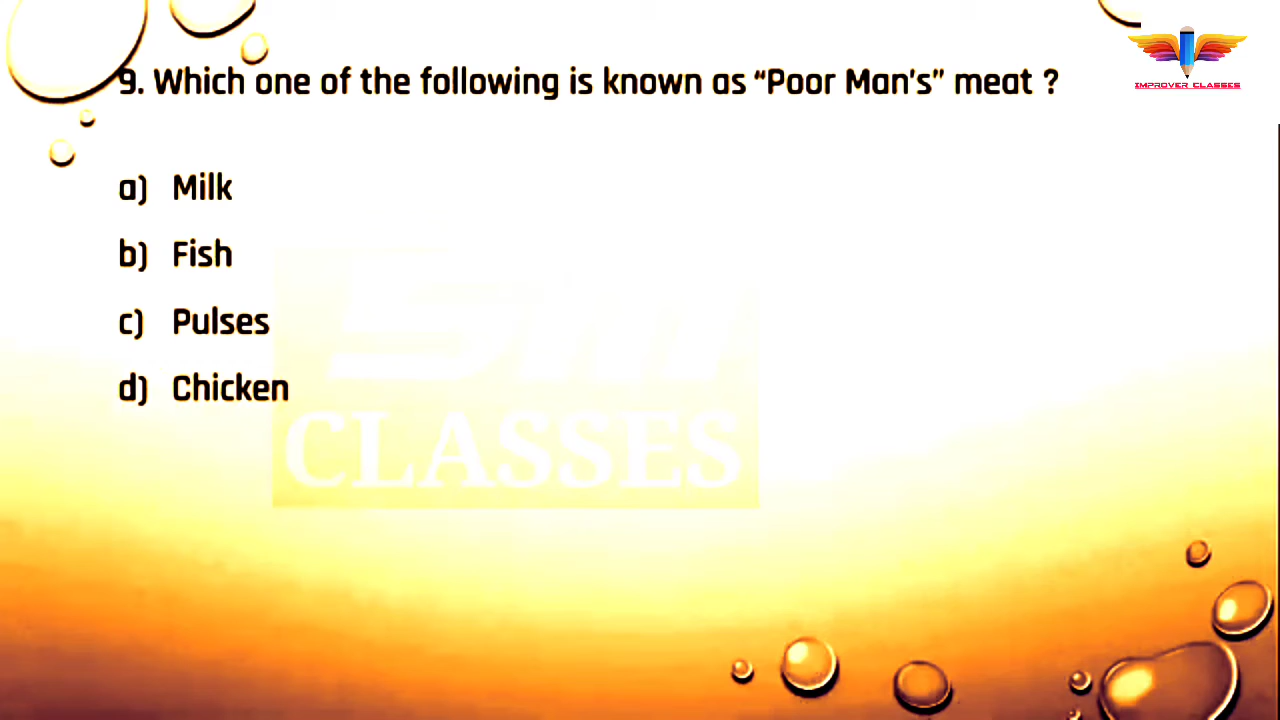 IMPROVER CLASSES
9. Which one of the following is known as “Poor Man's” meat ?
a) Milk
b) Fish
c) Pulses
d) Chicken
CLASSES